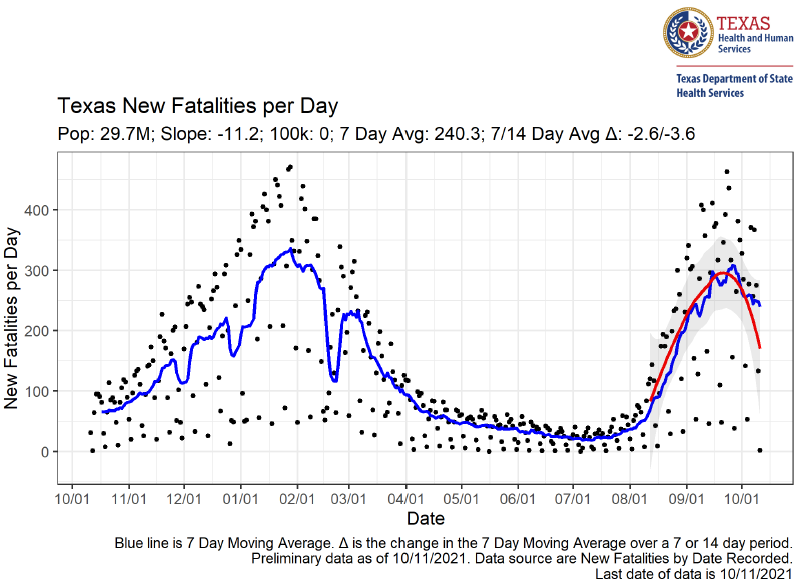 TEXAS
Health and Human
Services
Texas Department of State
Health Services
Texas New Fatalities per Day
Pop: 29.7M; Slope: -11.2; 100k: 0; 7 Day Avg: 240.3; 7/14 Day Avg Δ: -2.6/-3.6
New Fatalities per Day
400
300
200
100
0
10/01 11/01 12/01 01/01 02/01 03/01 04/01 05/01 06/01 07/01 08/01 09/01 10/01
Date
Blue line is 7 Day Moving Average. Δ is the change in the 7 Day Moving Average over a 7 or 14 day period.
Preliminary data as of 10/11/2021. Data source are New Fatalities by Date Recorded.
Last date of data is 10/11/2021